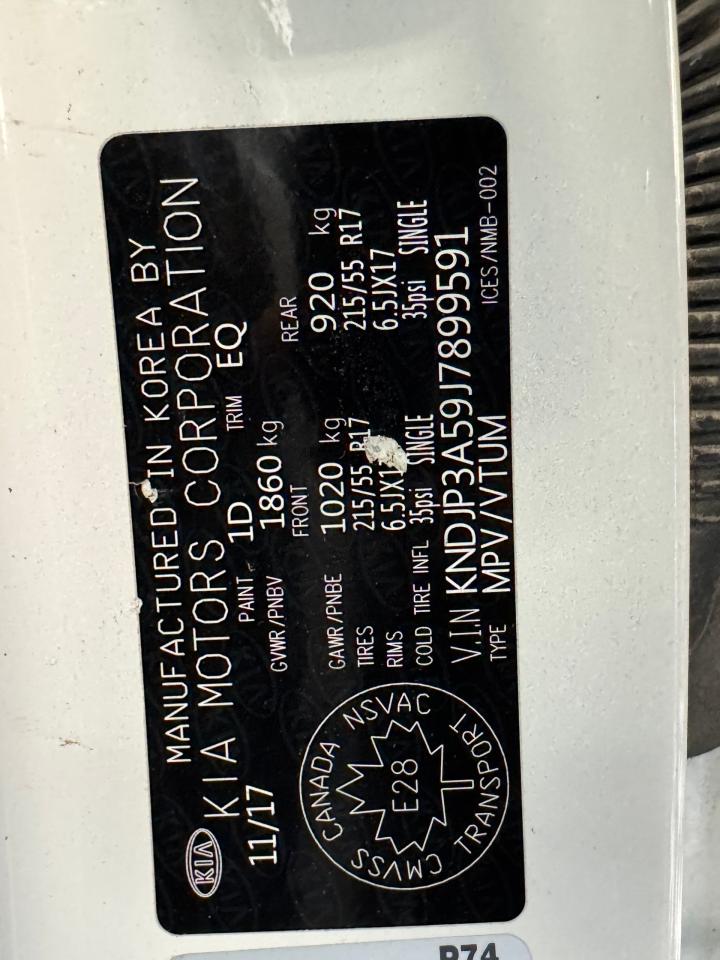 KIA
MANUFACTURED IN KOREA BY
KIA MOTORS CORPORATION
11/17
PAINT 1D TRIM EQ
GVWR/PNBV 1860 kg
FRONT REAR
GAWR/PNBE 1020 kg 920 kg
TIRES 215/55 R17 215/55 R17
RIMS 6.5JX17 6.5JX17
COLD TIRE INFL 35psi SINGLE 35psi SINGLE
V.I.N KNDJP3A59J7899591
TYPE MPV/VTUM ICES/NMB-002
CANADA NSVAC
E28
CMVSS TRANSPORT
P74